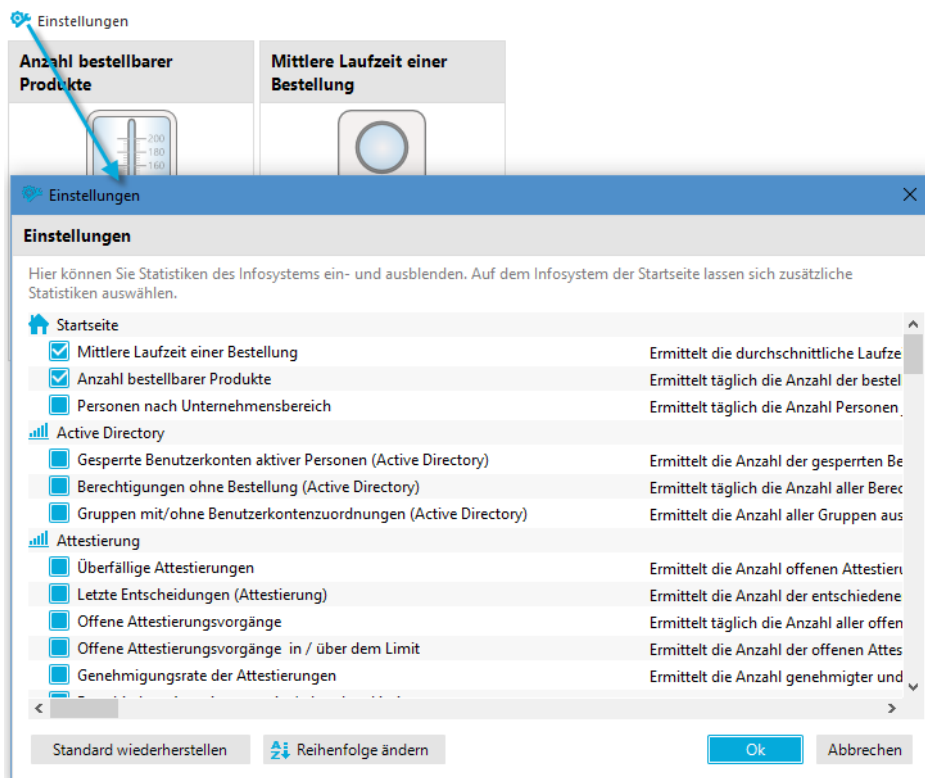 Einstellungen
Anzahl bestellbarer
Produkte
Mittlere Laufzeit einer
Bestellung
200
180
160
Einstellungen
Einstellungen
Hier können Sie Statistiken des Infosystems ein- und ausblenden. Auf dem Infosystem der Startseite lassen sich zusätzliche
Statistiken auswählen.
Startseite
Mittlere Laufzeit einer Bestellung Ermittelt die durchschnittliche Laufze
Anzahl bestellbarer Produkte Ermittelt täglich die Anzahl der bestel
Personen nach Unternehmensbereich Ermittelt täglich die Anzahl Personen
Active Directory
Gesperrte Benutzerkonten aktiver Personen (Active Directory) Ermittelt die Anzahl der gesperrten Be
Berechtigungen ohne Bestellung (Active Directory) Ermittelt täglich die Anzahl aller Berec
Gruppen mit/ohne Benutzerkontenzuordnungen (Active Directory) Ermittelt die Anzahl aller Gruppen aus
Attestierung
Überfällige Attestierungen Ermittelt die Anzahl offenen Attestieru
Letzte Entscheidungen (Attestierung) Ermittelt die Anzahl der entschiedene
Offene Attestierungsvorgänge Ermittelt täglich die Anzahl aller offen
Offene Attestierungsvorgänge in / über dem Limit Ermittelt die Anzahl der offenen Attes
Genehmigungsrate der Attestierungen Ermittelt die Anzahl genehmigter und
Standard wiederherstellen
Reihenfolge ändern
Ok
Abbrechen